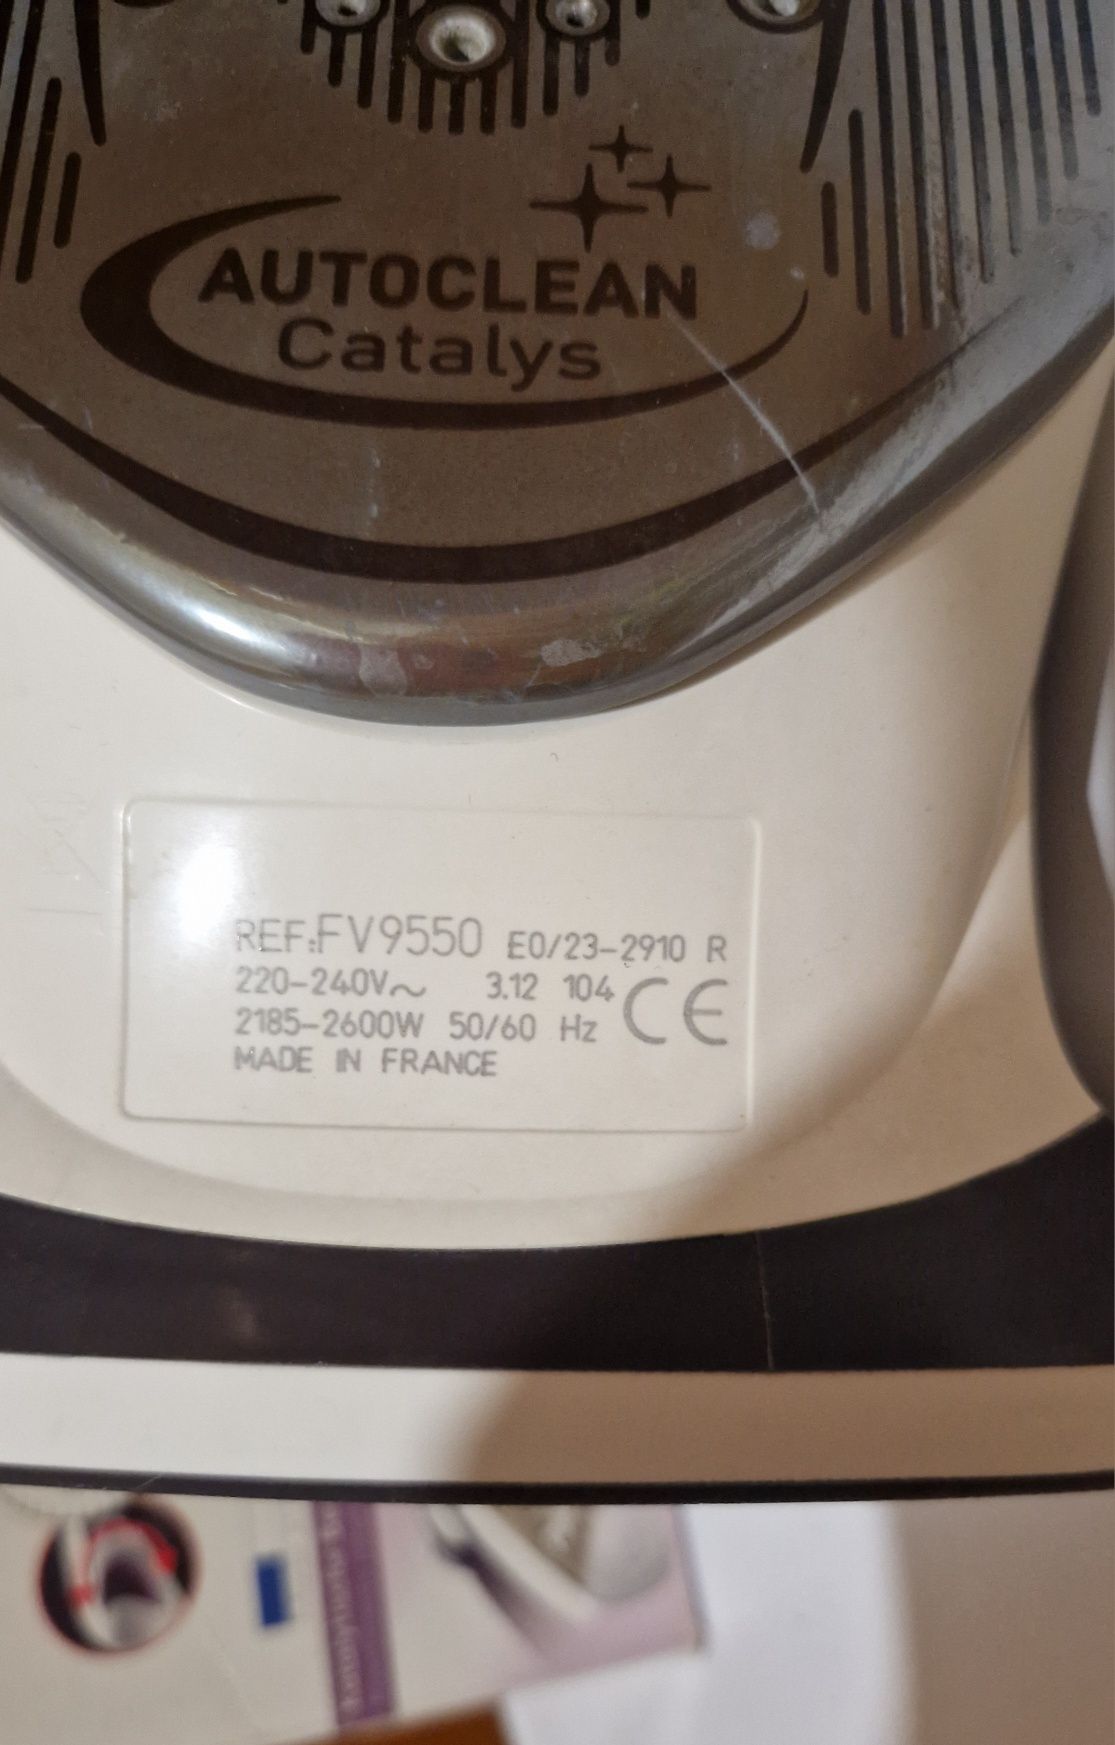 AUTOCLEAN
Catalys
REF:FV9550 E0/23-2910 R
220-240V~ 3.12 104
2185-2600W 50/60 Hz CE
MADE IN FRANCE